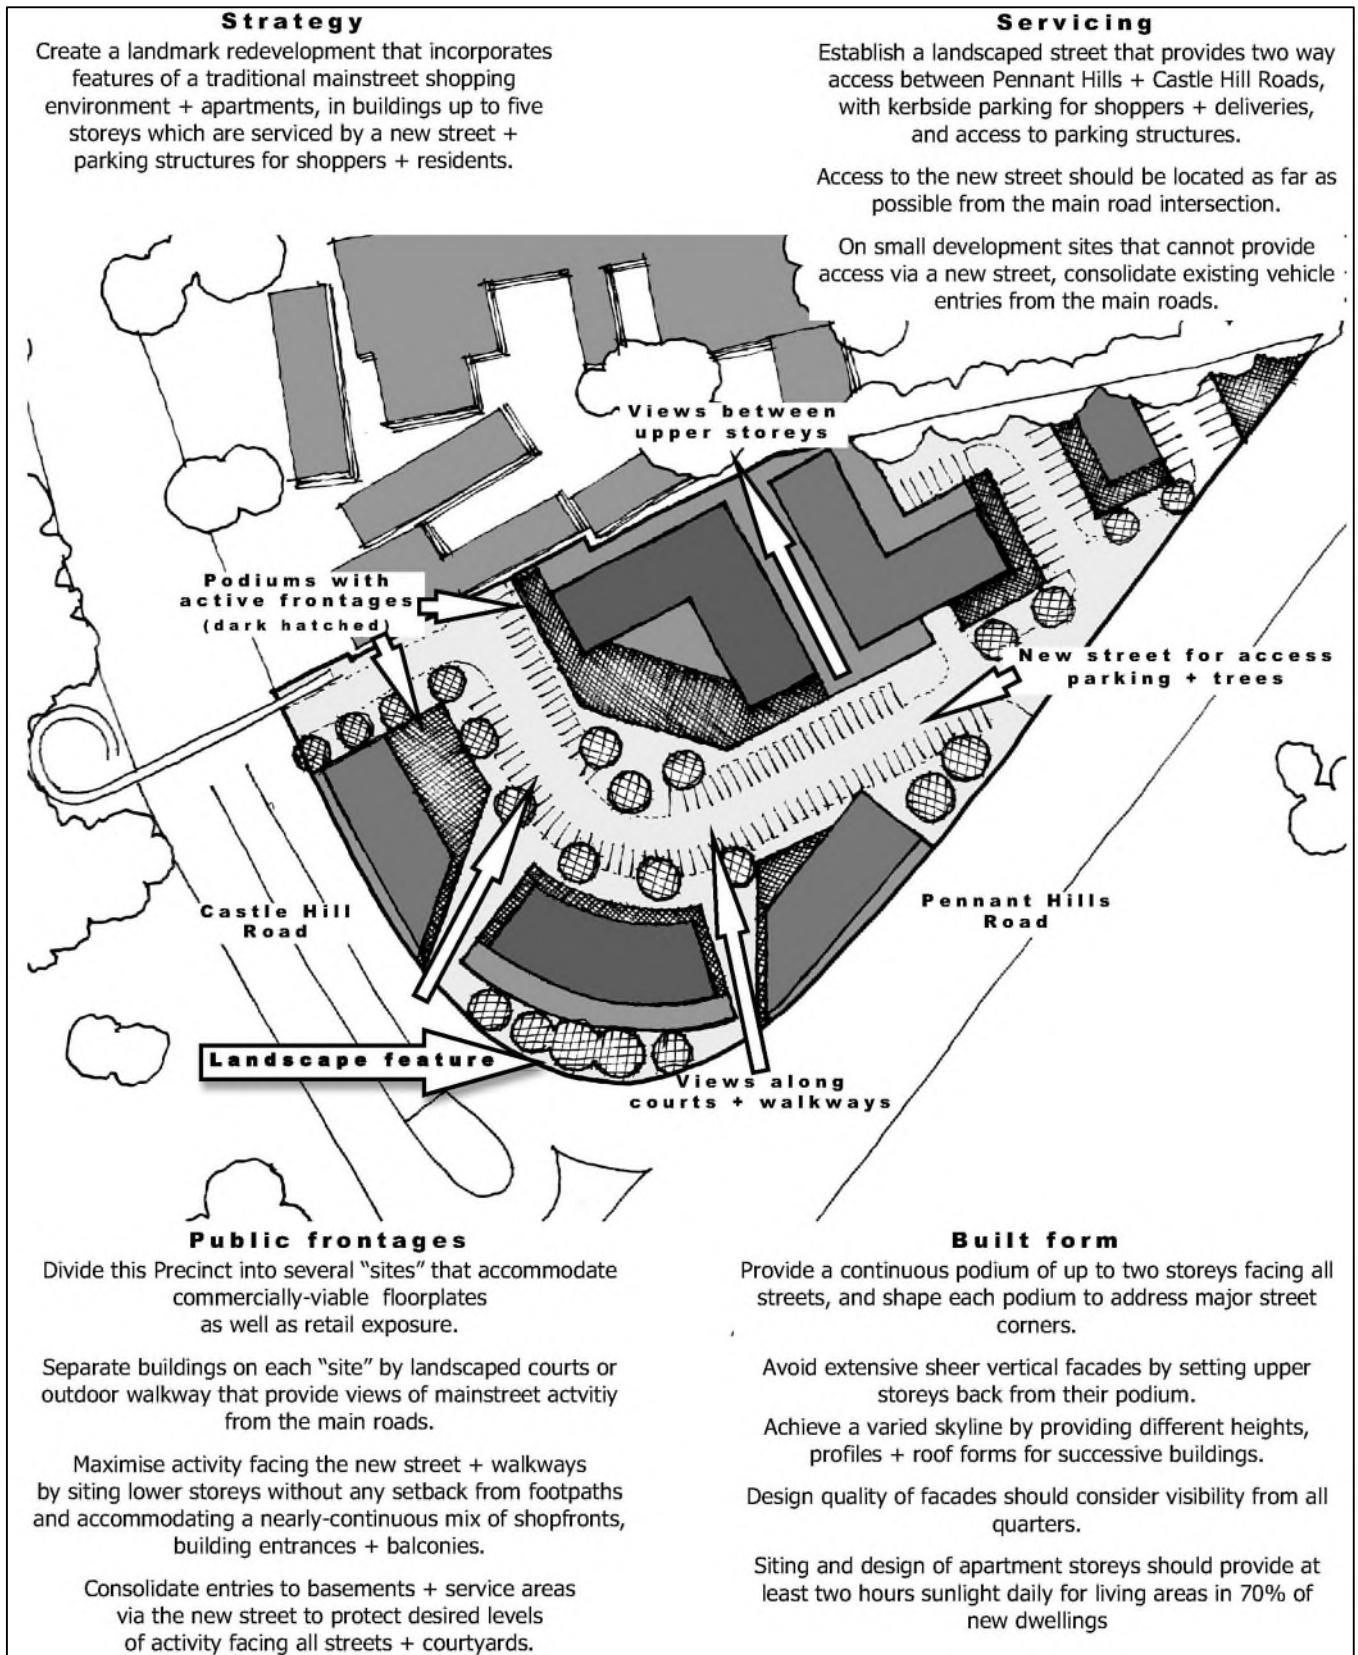 Strategy
Create a landmark redevelopment that incorporates
features of a traditional mainstreet shopping
environment + apartments, in buildings up to five
storeys which are serviced by a new street +
parking structures for shoppers + residents.
Servicing
Establish a landscaped street that provides two way
access between Pennant Hills + Castle Hill Roads,
with kerbside parking for shoppers + deliveries,
and access to parking structures.
Access to the new street should be located as far as
possible from the main road intersection.
On small development sites that cannot provide
access via a new street, consolidate existing vehicle
entries from the main roads.
Views between
upper storeys
Podiums with
active frontages
(dark hatched)
New street for access
parking + trees
Castle Hill
Road
Pennant Hills
Road
Landscape feature
Views along
courts + walkways
Public frontages
Divide this Precinct into several "sites" that accommodate
commercially-viable floorplates
as well as retail exposure.
Separate buildings on each "site" by landscaped courts or
outdoor walkway that provide views of mainstreet actvitiy
from the main roads.
Maximise activity facing the new street + walkways
by siting lower storeys without any setback from footpaths
and accommodating a nearly-continuous mix of shopfronts,
building entrances + balconies.
Consolidate entries to basements + service areas
via the new street to protect desired levels
of activity facing all streets + courtyards.
Built form
Provide a continuous podium of up to two storeys facing all
streets, and shape each podium to address major street
corners.
Avoid extensive sheer vertical facades by setting upper
storeys back from their podium.
Achieve a varied skyline by providing different heights,
profiles + roof forms for successive buildings.
Design quality of facades should consider visibility from all
quarters.
Siting and design of apartment storeys should provide at
least two hours sunlight daily for living areas in 70% of
new dwellings